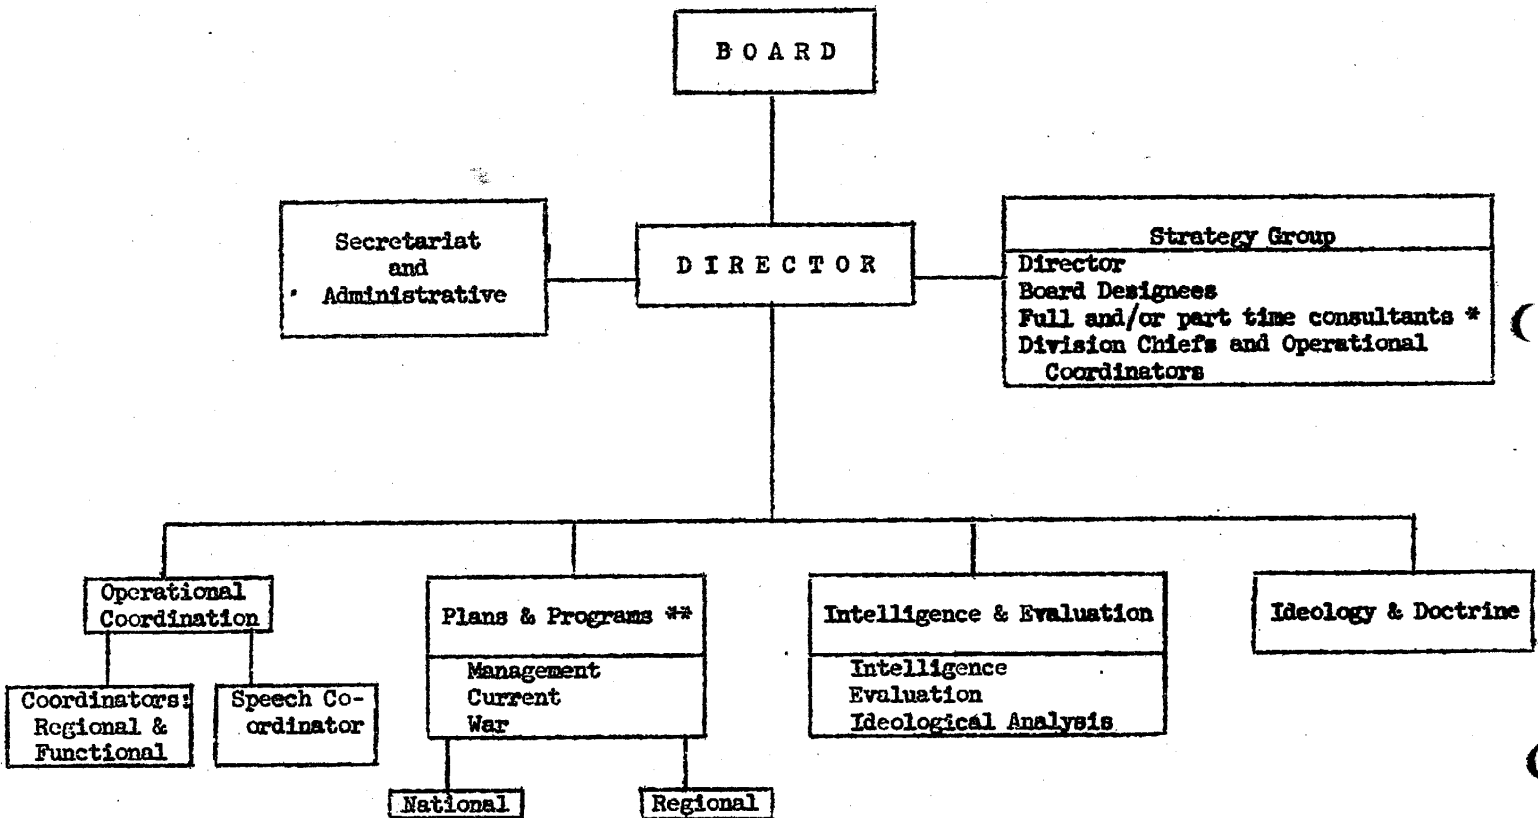 B O A R D
Secretariat
and
Administrative
D I R E C T O R
Strategy Group
Director
Board Designees
Full and/or part time consultants *
Division Chiefs and Operational
Coordinators
Operational
Coordination
Coordinators:
Regional &
Functional
Speech Co-
ordinator
Plans & Programs **
Management
Current
War
National
Regional
Intelligence & Evaluation
Intelligence
Evaluation
Ideological Analysis
Ideology & Doctrine